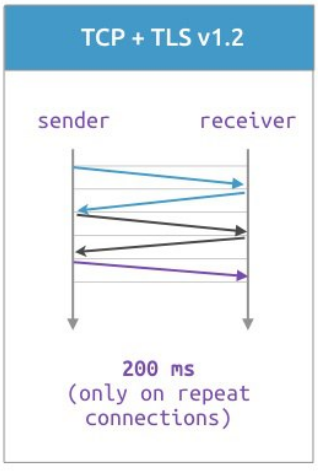 TCP + TLS v1.2
sender receiver
200 ms
(only on repeat
connections)